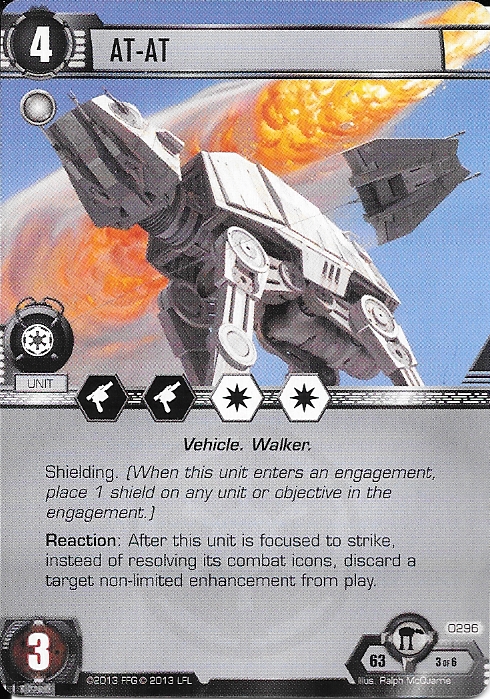 4
AT-AT
UNIT
Vehicle. Walker.
Shielding. (When this unit enters an engagement,
place 1 shield on any unit or objective in the
engagement.)
Reaction: After this unit is focused to strike,
instead of resolving its combat icons, discard a
target non-limited enhancement from play.
3
0296
63
3 OF 6
©2013 FFG © 2013 LFL
Illus. Ralph McQuarrie